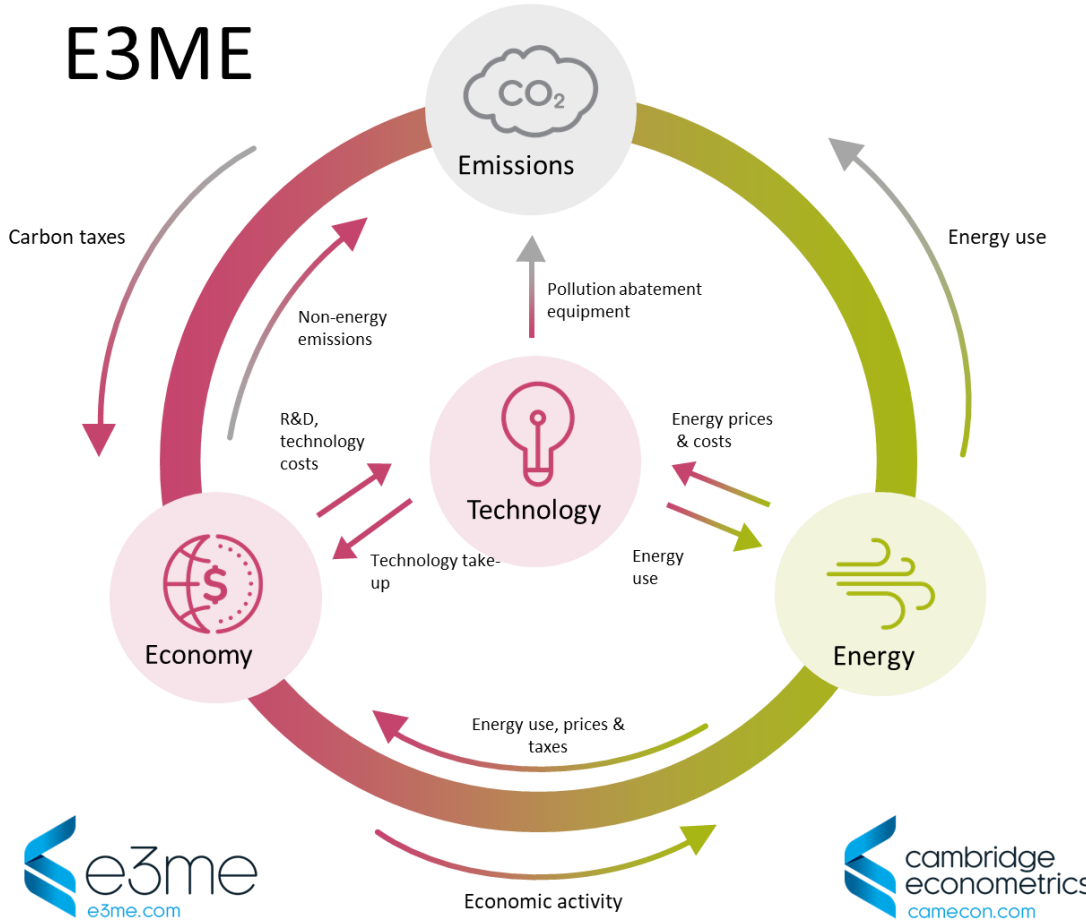 E3ME
CO₂
Emissions
Carbon taxes
Energy use
Non-energy
emissions
Pollution abatement
equipment
R&D,
technology
costs
Energy prices
& costs
Technology
Technology take-
up
Energy
use
$
Economy
Energy
Energy use, prices &
taxes
Economic activity
e3me
e3me.com
cambridge
econometrics
camecon.com